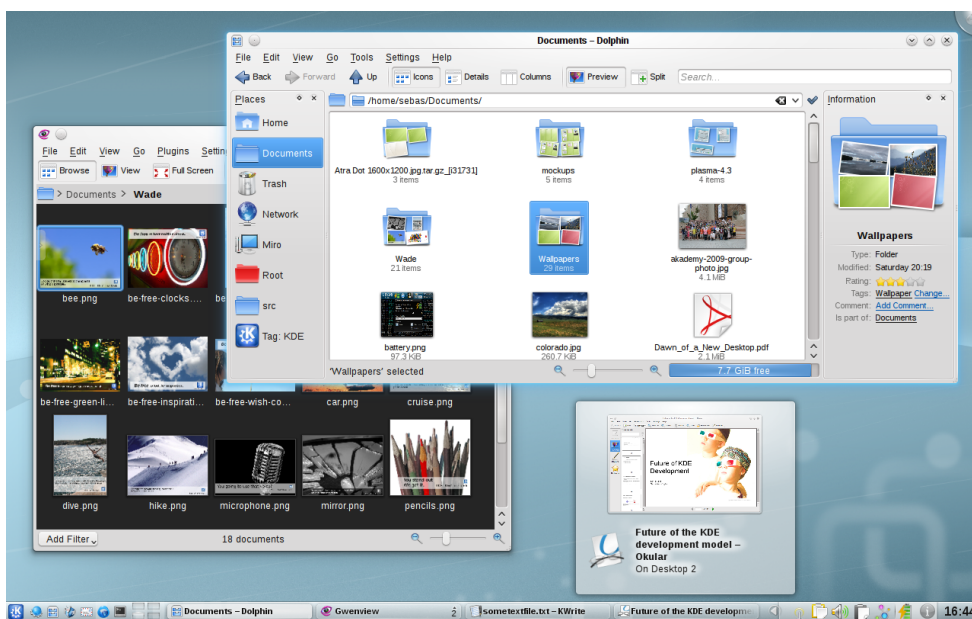 Documents – Dolphin
File Edit View Go Tools Settings Help
Back Forward Up Icons Details Columns Preview Split Search...
Places
/home/sebas/Documents/
Information
Home
Documents
Trash
Network
Miro
Root
src
Tag: KDE
Atra Dot 1600x1200.jpg.tar.gz_[i31731]
3 items
mockups
5 items
plasma-4.3
4 items
Wade
21 items
Wallpapers
29 items
akademy-2009-group-
photo.jpg
4.1 MiB
battery.png
97.3 KiB
colorado.jpg
260.7 KiB
Dawn_of_a_New_Desktop.pdf
2.1 MiB
'Wallpapers' selected
7.7 GiB free
Wallpapers
Type: Folder
Modified: Saturday 20:19
Rating:
Tags: Wallpaper Change...
Comment: Add Comment...
Is part of: Documents
File Edit View Go Plugins Settin
Browse View Full Screen
> Documents > Wade
bee.png
be-free-clocks....
be
be-free-green-li...
be-free-inspirati...
be-free-wish-co...
car.png
cruise.png
dive.png
hike.png
microphone.png
mirror.png
pencils.png
Add Filter
18 documents
Future of KDE
Development
Future of the KDE
development model –
Okular
On Desktop 2
Documents – Dolphin
Gwenview
2
sometextfile.txt – KWrite
Future of the KDE developme
16:44